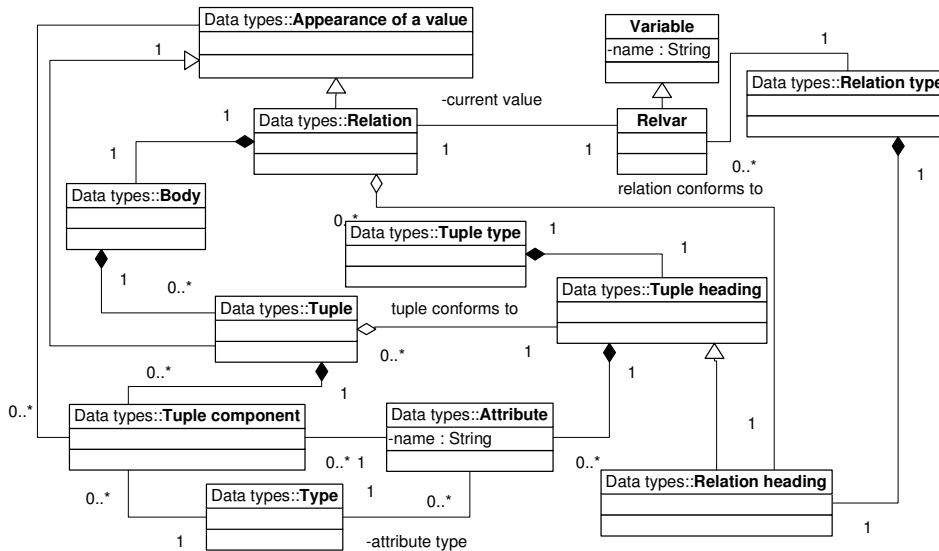 Data types::Appearance of a value
Variable
-name : String
1
1
Data types::Relation type
-current value
1
Data types::Relation
Relvar
1
1
1
0..*
1
relation conforms to
Data types::Body
0..*
Data types::Tuple type
1
1
1
0..*
Data types::Tuple heading
Data types::Tuple
tuple conforms to
1
0..*
0..*
1
1
1
0..*
Data types::Tuple component
Data types::Attribute
-name : String
1
0..*
1
0..*
Data types::Relation heading
0..*
Data types::Type
1
0..*
1
-attribute type
1